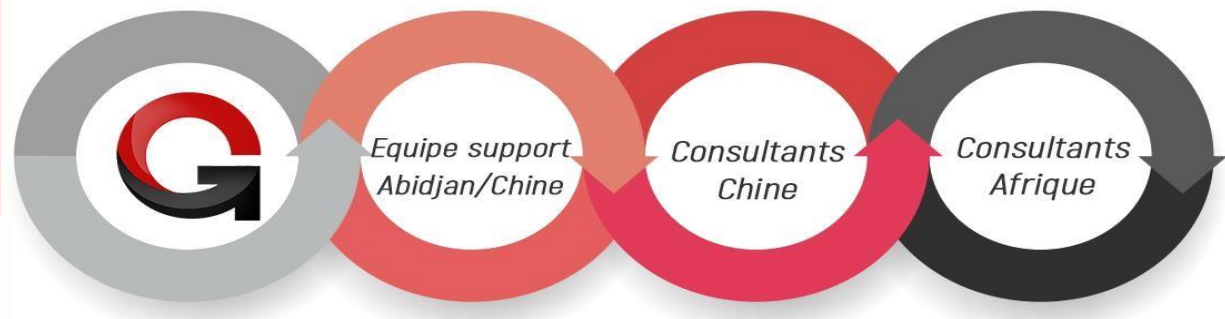 Equipe support
Abidjan/Chine
Consultants
Chine
Consultants
Afrique